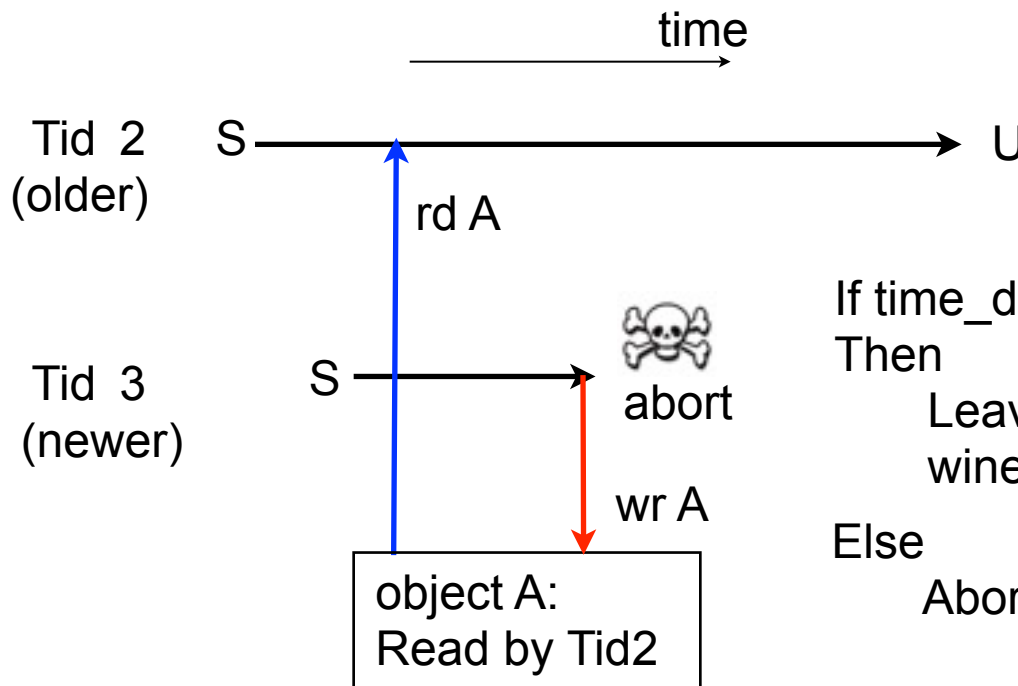 time
Tid 2
(older)
S
U
rd A
Tid 3
(newer)
S
abort
wr A
object A:
Read by Tid2
If time_d
Then
Leav
wine
Else
Abor